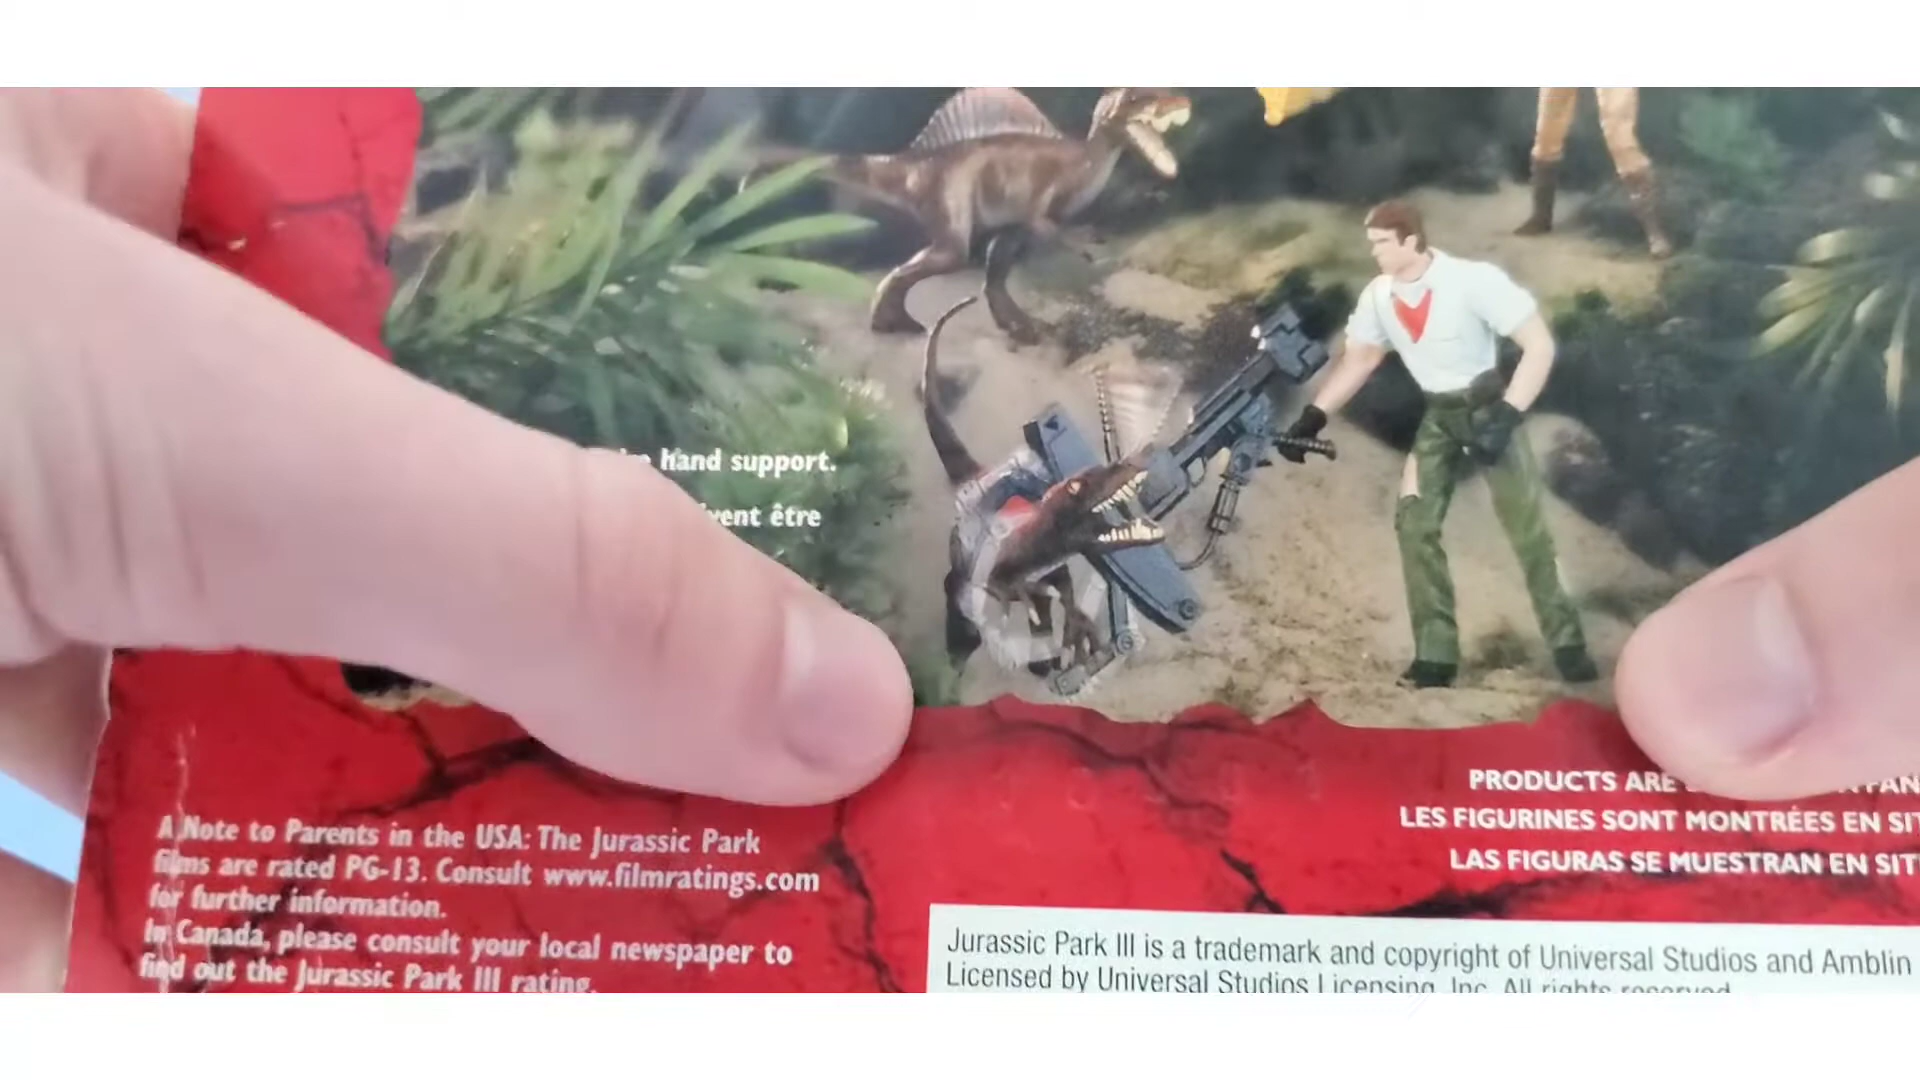 hand support.
vent être
PRODUCTS ARE
LES FIGURINES SONT MONTRÉES EN SIT
LAS FIGURAS SE MUESTRAN EN SIT
A Note to Parents in the USA: The Jurassic Park
films are rated PG-13. Consult www.filmratings.com
for further information.
In Canada, please consult your local newspaper to
find out the Jurassic Park III rating.
Jurassic Park III is a trademark and copyright of Universal Studios and Amblin
Licensed by Universal Studios Licensing, Inc. All rights reserved